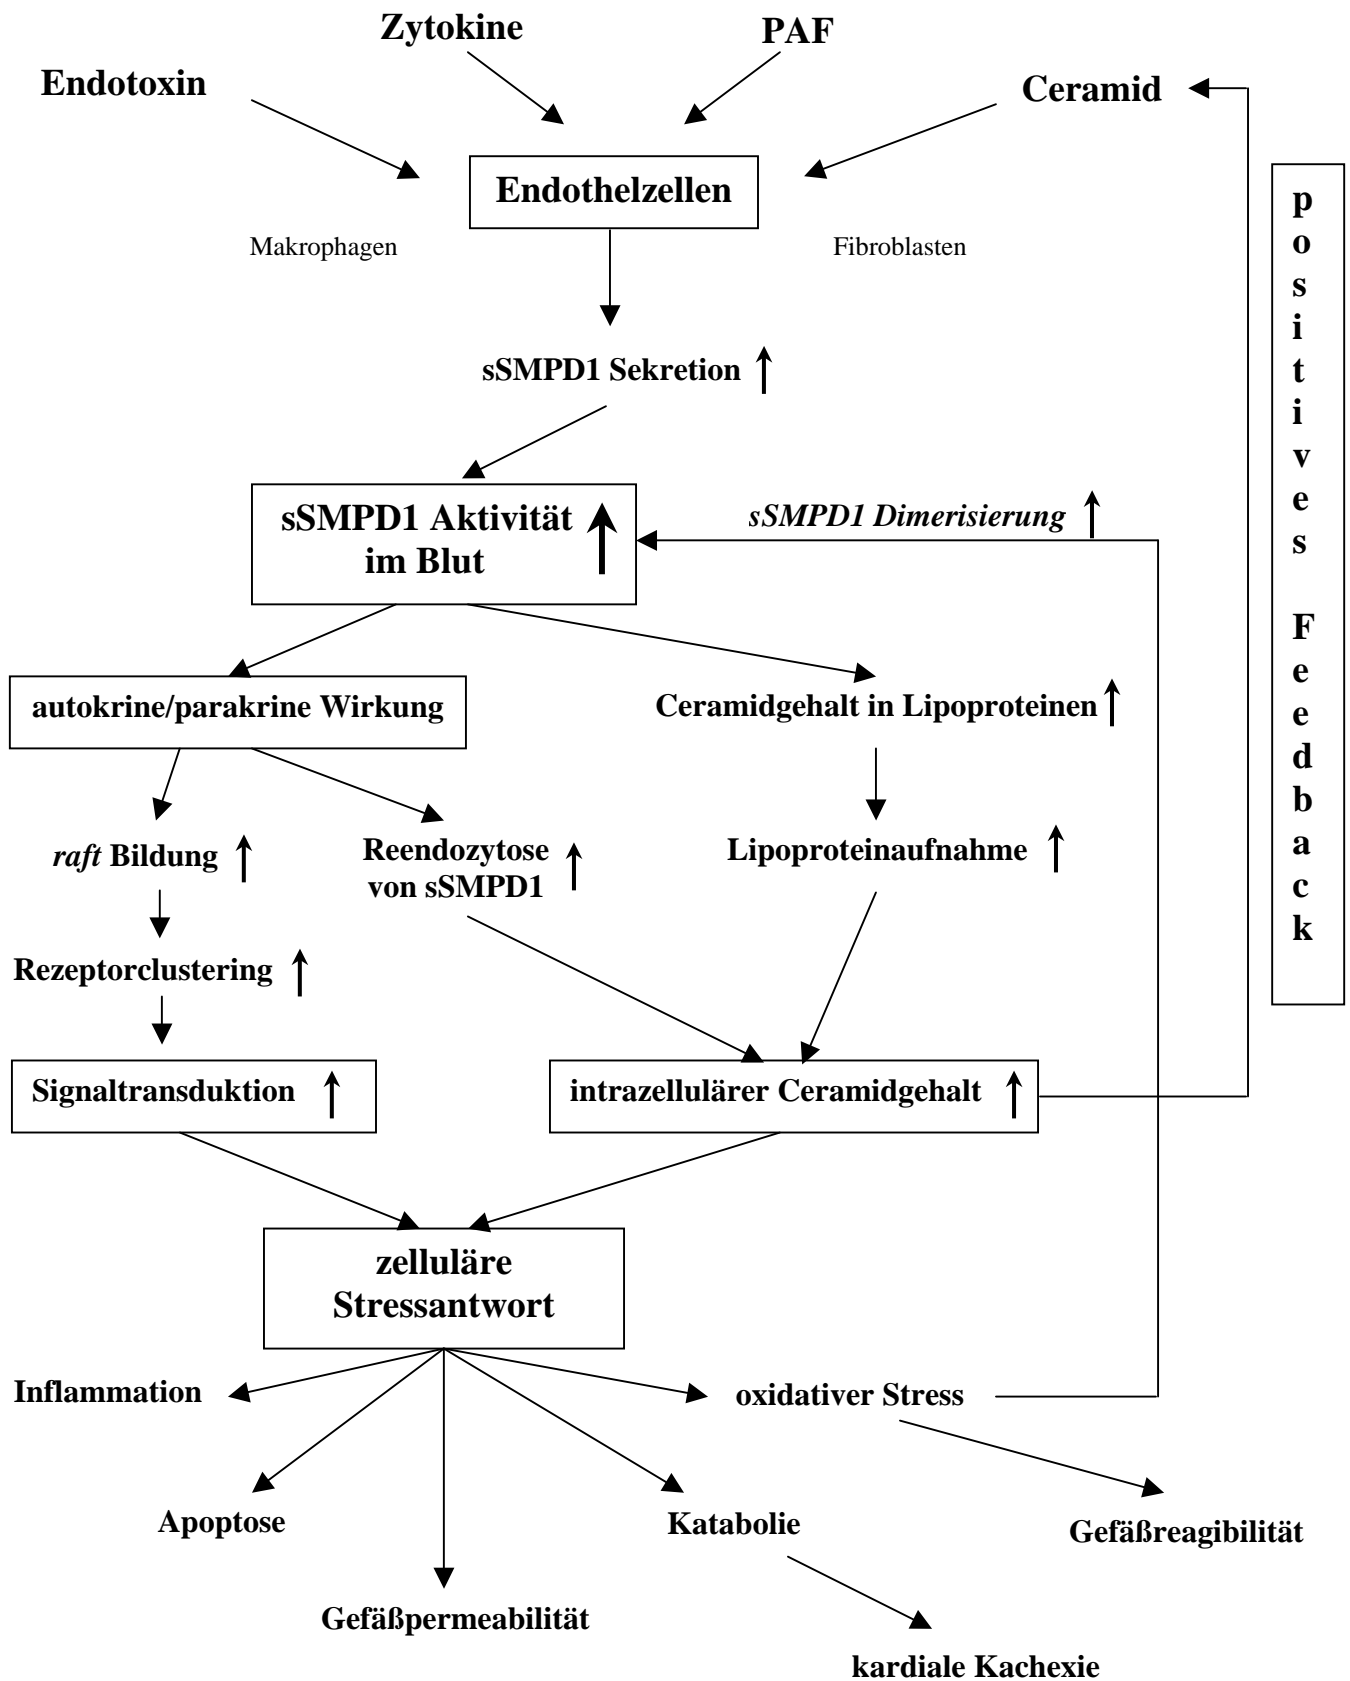 Zytokine
PAF
Endotoxin
Ceramid
Endothelzellen
Makrophagen
Fibroblasten
sSMPD1 Sekretion
sSMPD1 Aktivität
im Blut
sSMPD1 Dimerisierung
autokrine/parakrine Wirkung
Ceramidgehalt in Lipoproteinen
raft Bildung
Reendozytose
von sSMPD1
Lipoproteinaufnahme
Rezeptorclustering
Signaltransduktion
intrazellulärer Ceramidgehalt
zelluläre
Stressantwort
Inflammation
oxidativer Stress
Apoptose
Katabolie
Gefäßreagibilität
Gefäßpermeabilität
kardiale Kachexie
positives Feedback